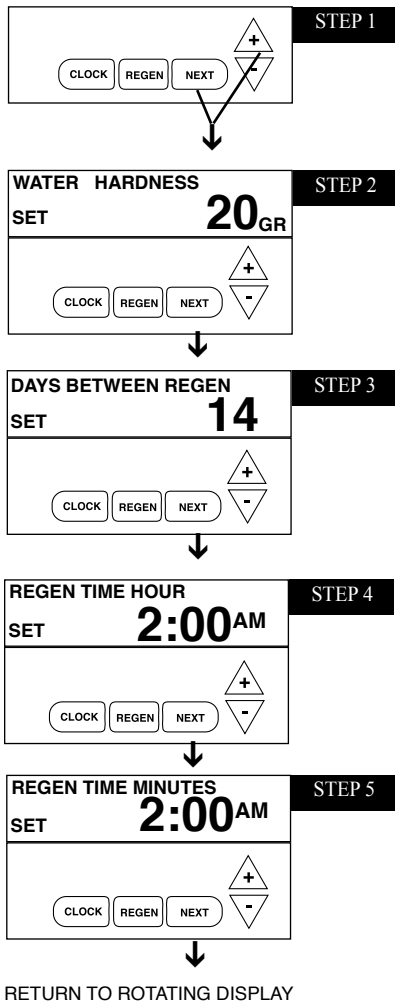 STEP 1
+
CLOCK REGEN NEXT -
WATER HARDNESS STEP 2
SET 20GR
+
CLOCK REGEN NEXT -
DAYS BETWEEN REGEN STEP 3
SET 14
+
CLOCK REGEN NEXT -
REGEN TIME HOUR STEP 4
SET 2:00AM
+
CLOCK REGEN NEXT -
REGEN TIME MINUTES STEP 5
SET 2:00AM
+
CLOCK REGEN NEXT -
RETURN TO ROTATING DISPLAY